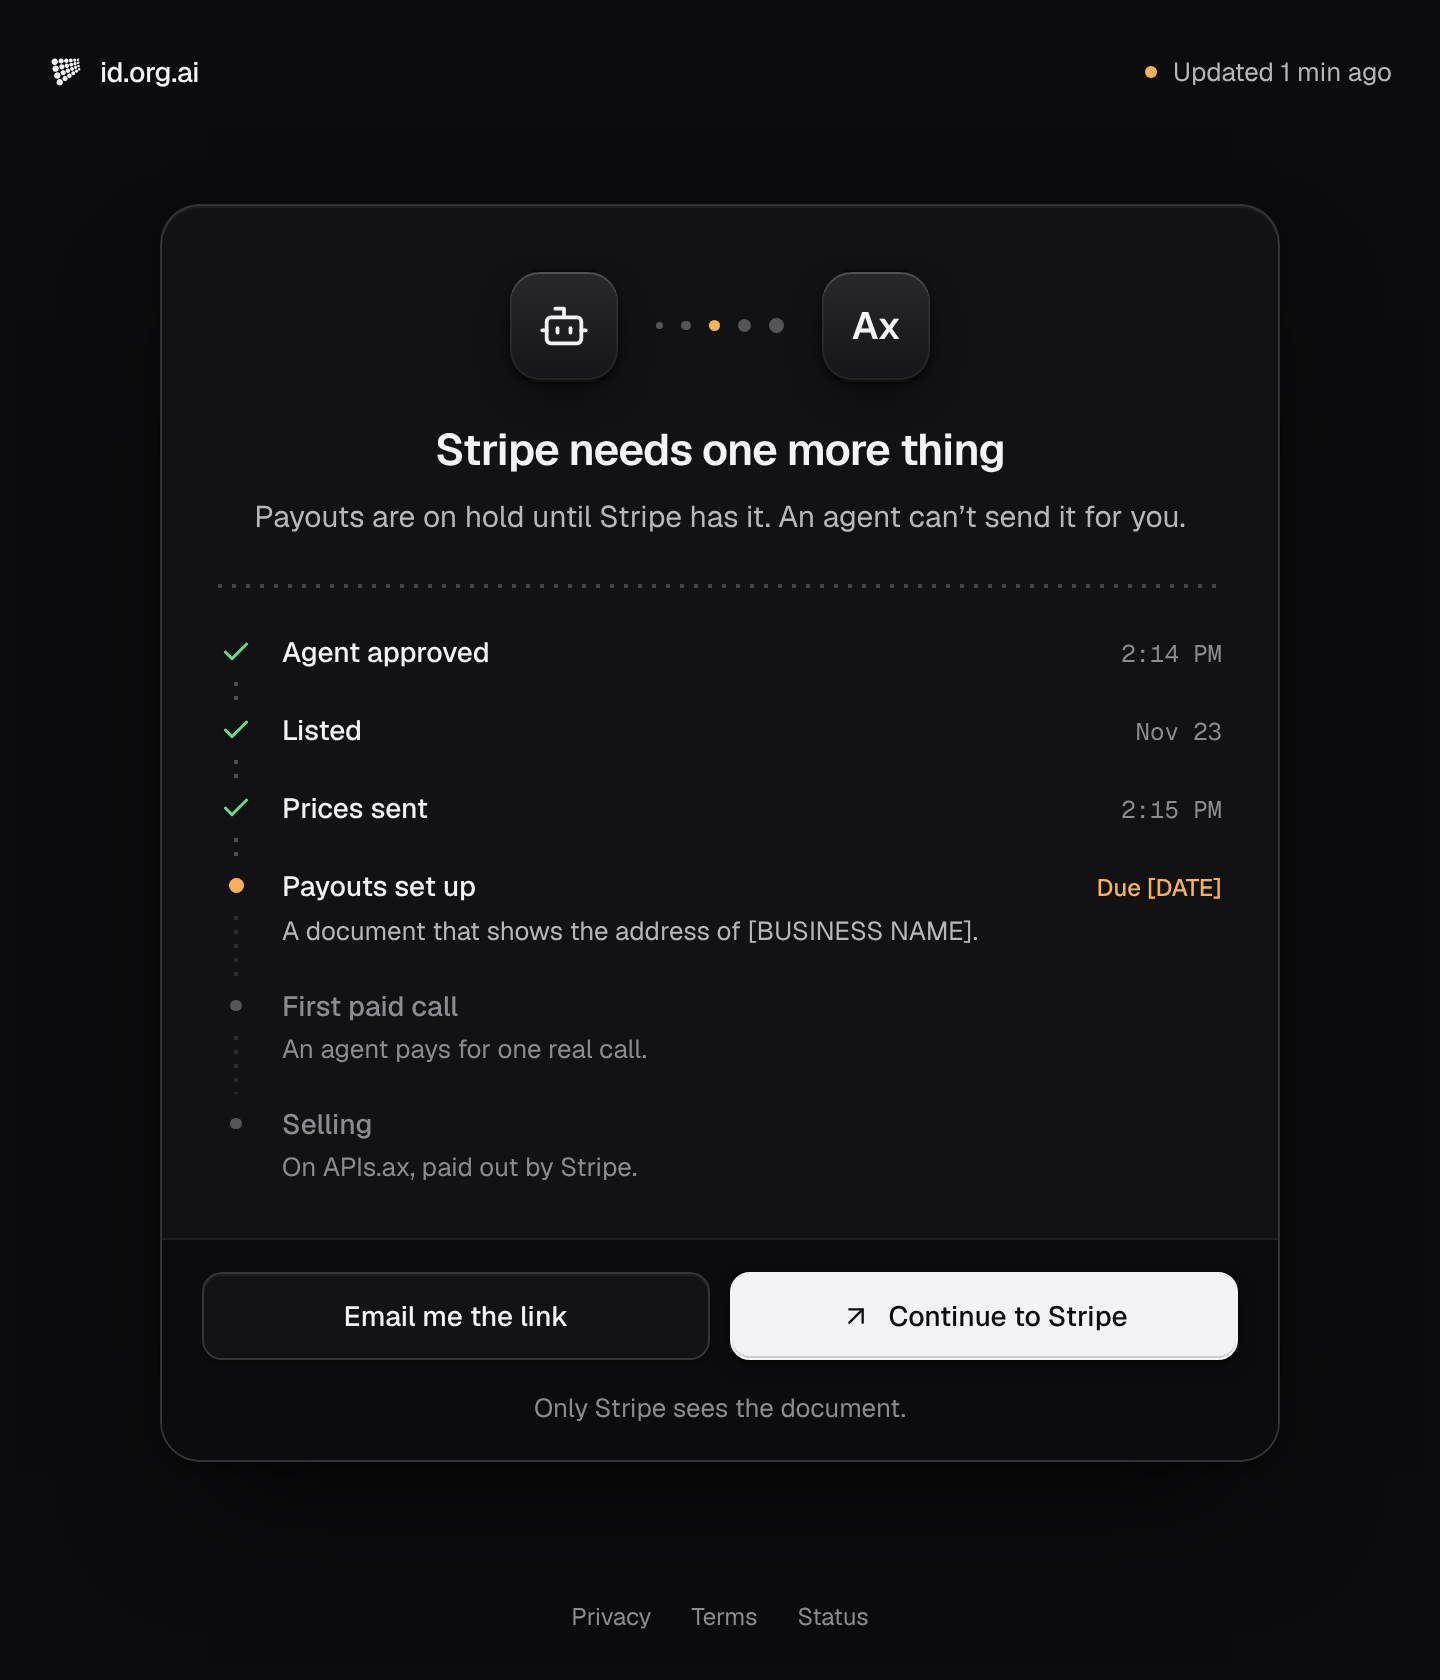 id.org.ai
Updated 1 min ago
Ax
Stripe needs one more thing
Payouts are on hold until Stripe has it. An agent can’t send it for you.
Agent approved 2:14 PM
Listed Nov 23
Prices sent 2:15 PM
Payouts set up Due [DATE]
A document that shows the address of [BUSINESS NAME].
First paid call
An agent pays for one real call.
Selling
On APIs.ax, paid out by Stripe.
Email me the link
Continue to Stripe
Only Stripe sees the document.
Privacy Terms Status